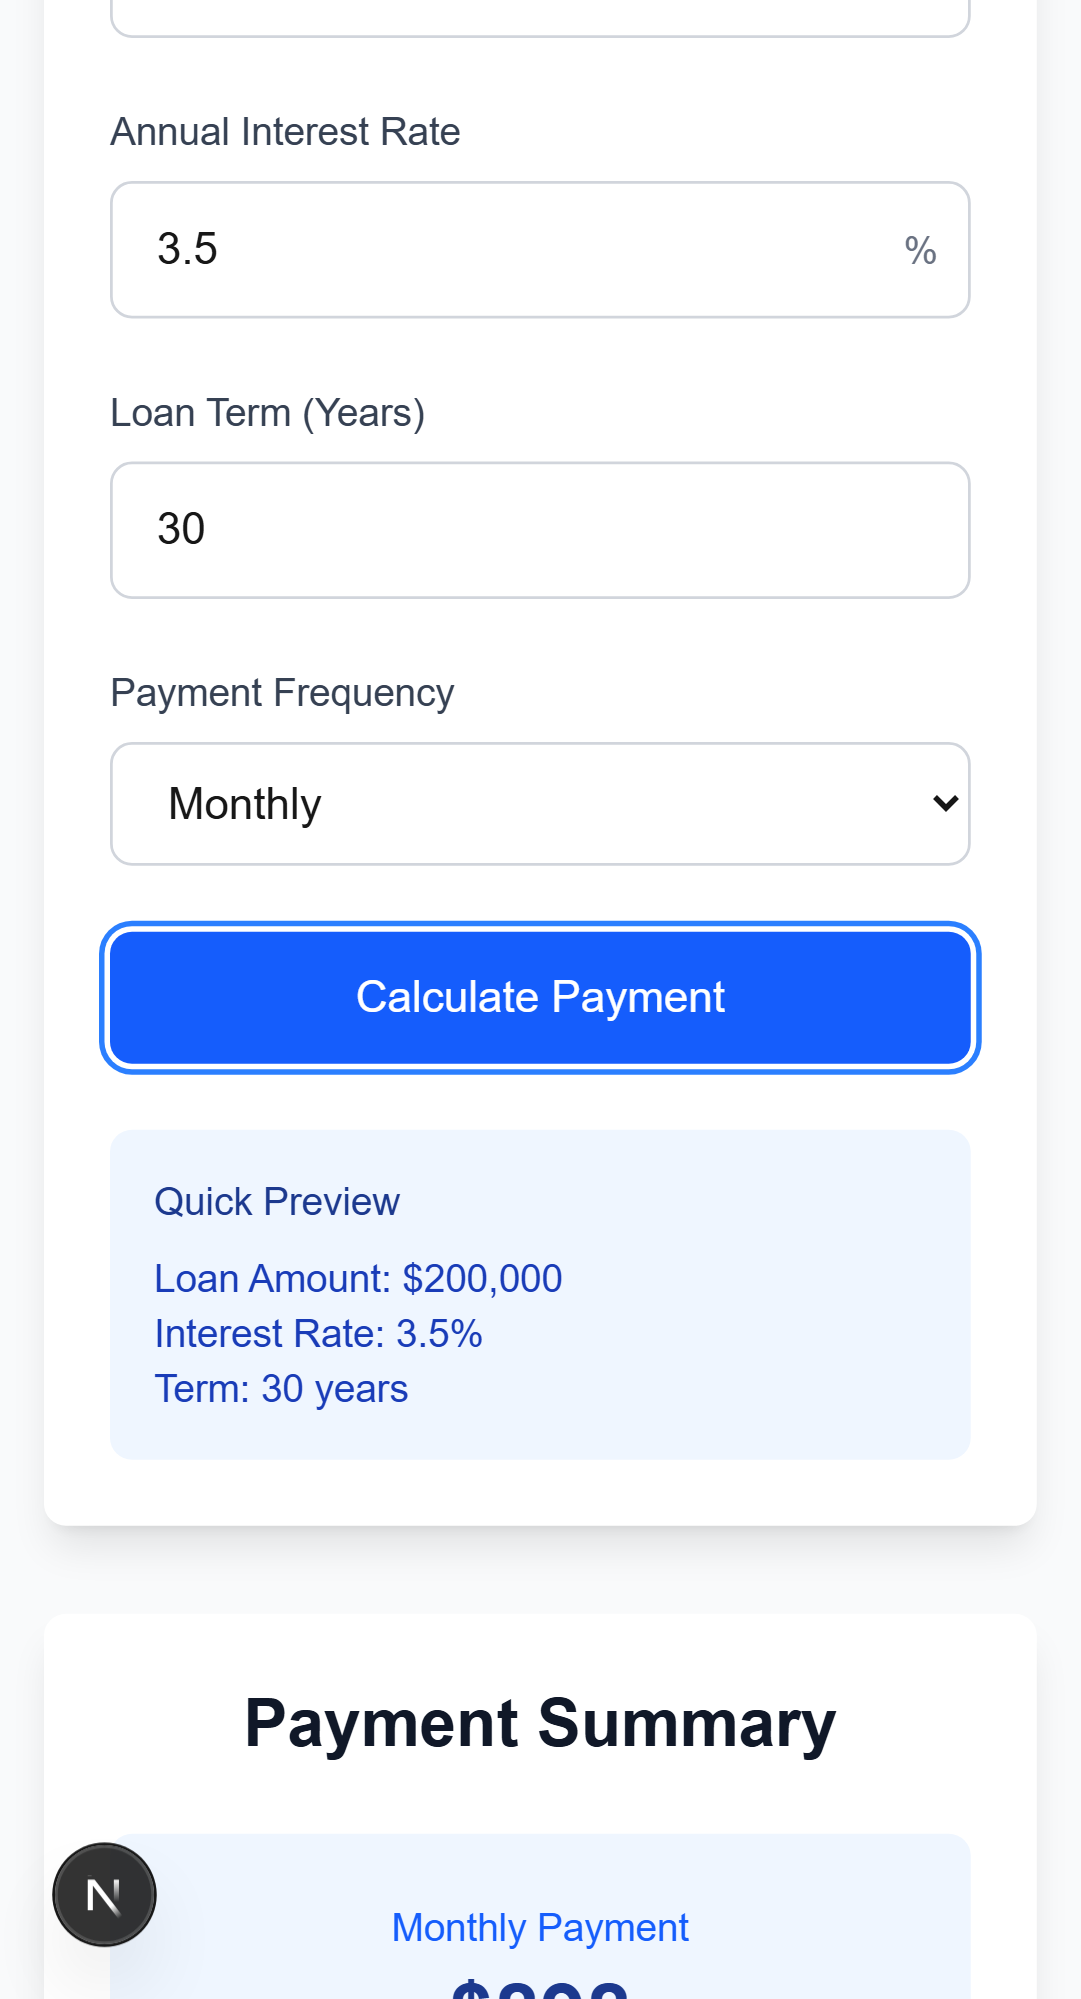 Annual Interest Rate
3.5 %
Loan Term (Years)
30
Payment Frequency
Monthly
Calculate Payment
Quick Preview
Loan Amount: $200,000
Interest Rate: 3.5%
Term: 30 years
Payment Summary
N
Monthly Payment